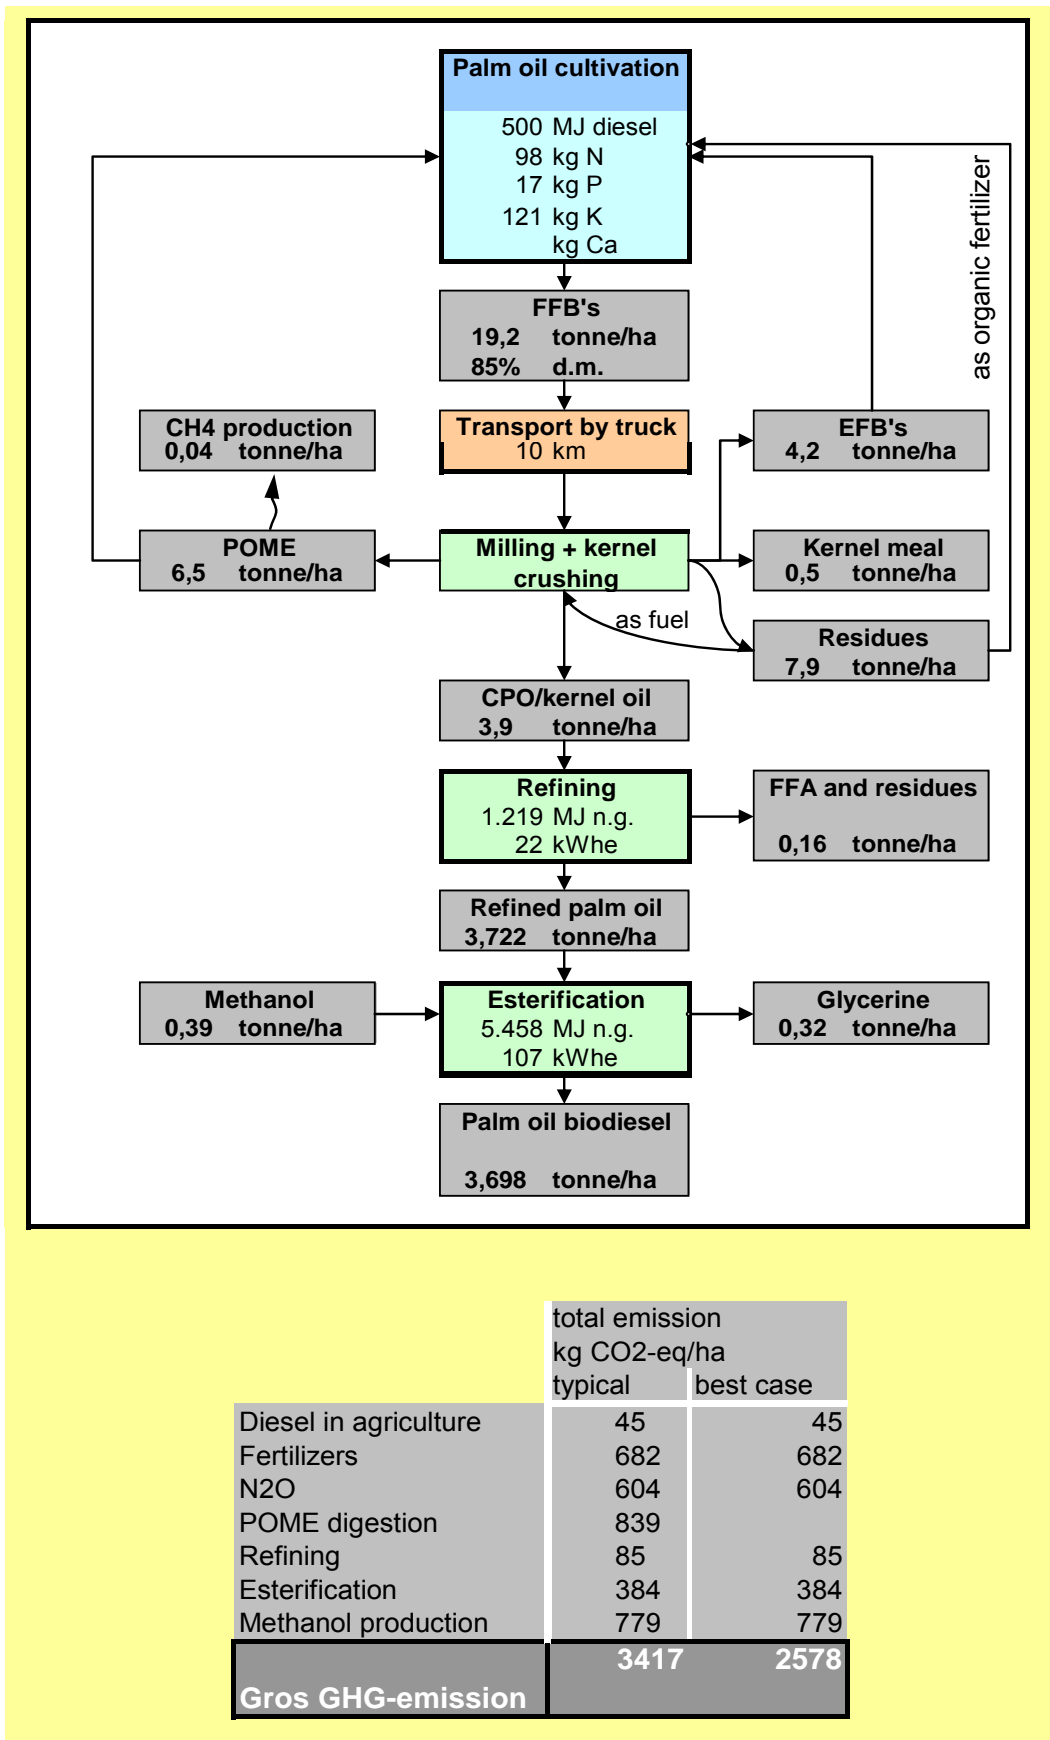 Palm oil cultivation
500 MJ diesel
98 kg N
17 kg P
121 kg K
kg Ca
as organic fertilizer
FFB's
19,2 tonne/ha
85% d.m.
CH4 production
0,04 tonne/ha
Transport by truck
10 km
EFB's
4,2 tonne/ha
POME
6,5 tonne/ha
Milling + kernel
crushing
Kernel meal
0,5 tonne/ha
as fuel
Residues
7,9 tonne/ha
CPO/kernel oil
3,9 tonne/ha
Refining
1.219 MJ n.g.
22 kWhe
FFA and residues
0,16 tonne/ha
Refined palm oil
3,722 tonne/ha
Methanol
0,39 tonne/ha
Esterification
5.458 MJ n.g.
107 kWhe
Glycerine
0,32 tonne/ha
Palm oil biodiesel
3,698 tonne/ha
total emission
kg CO2-eq/ha
typical best case
Diesel in agriculture 45 45
Fertilizers 682 682
N2O 604 604
POME digestion 839
Refining 85 85
Esterification 384 384
Methanol production 779 779
3417 2578
Gros GHG-emission